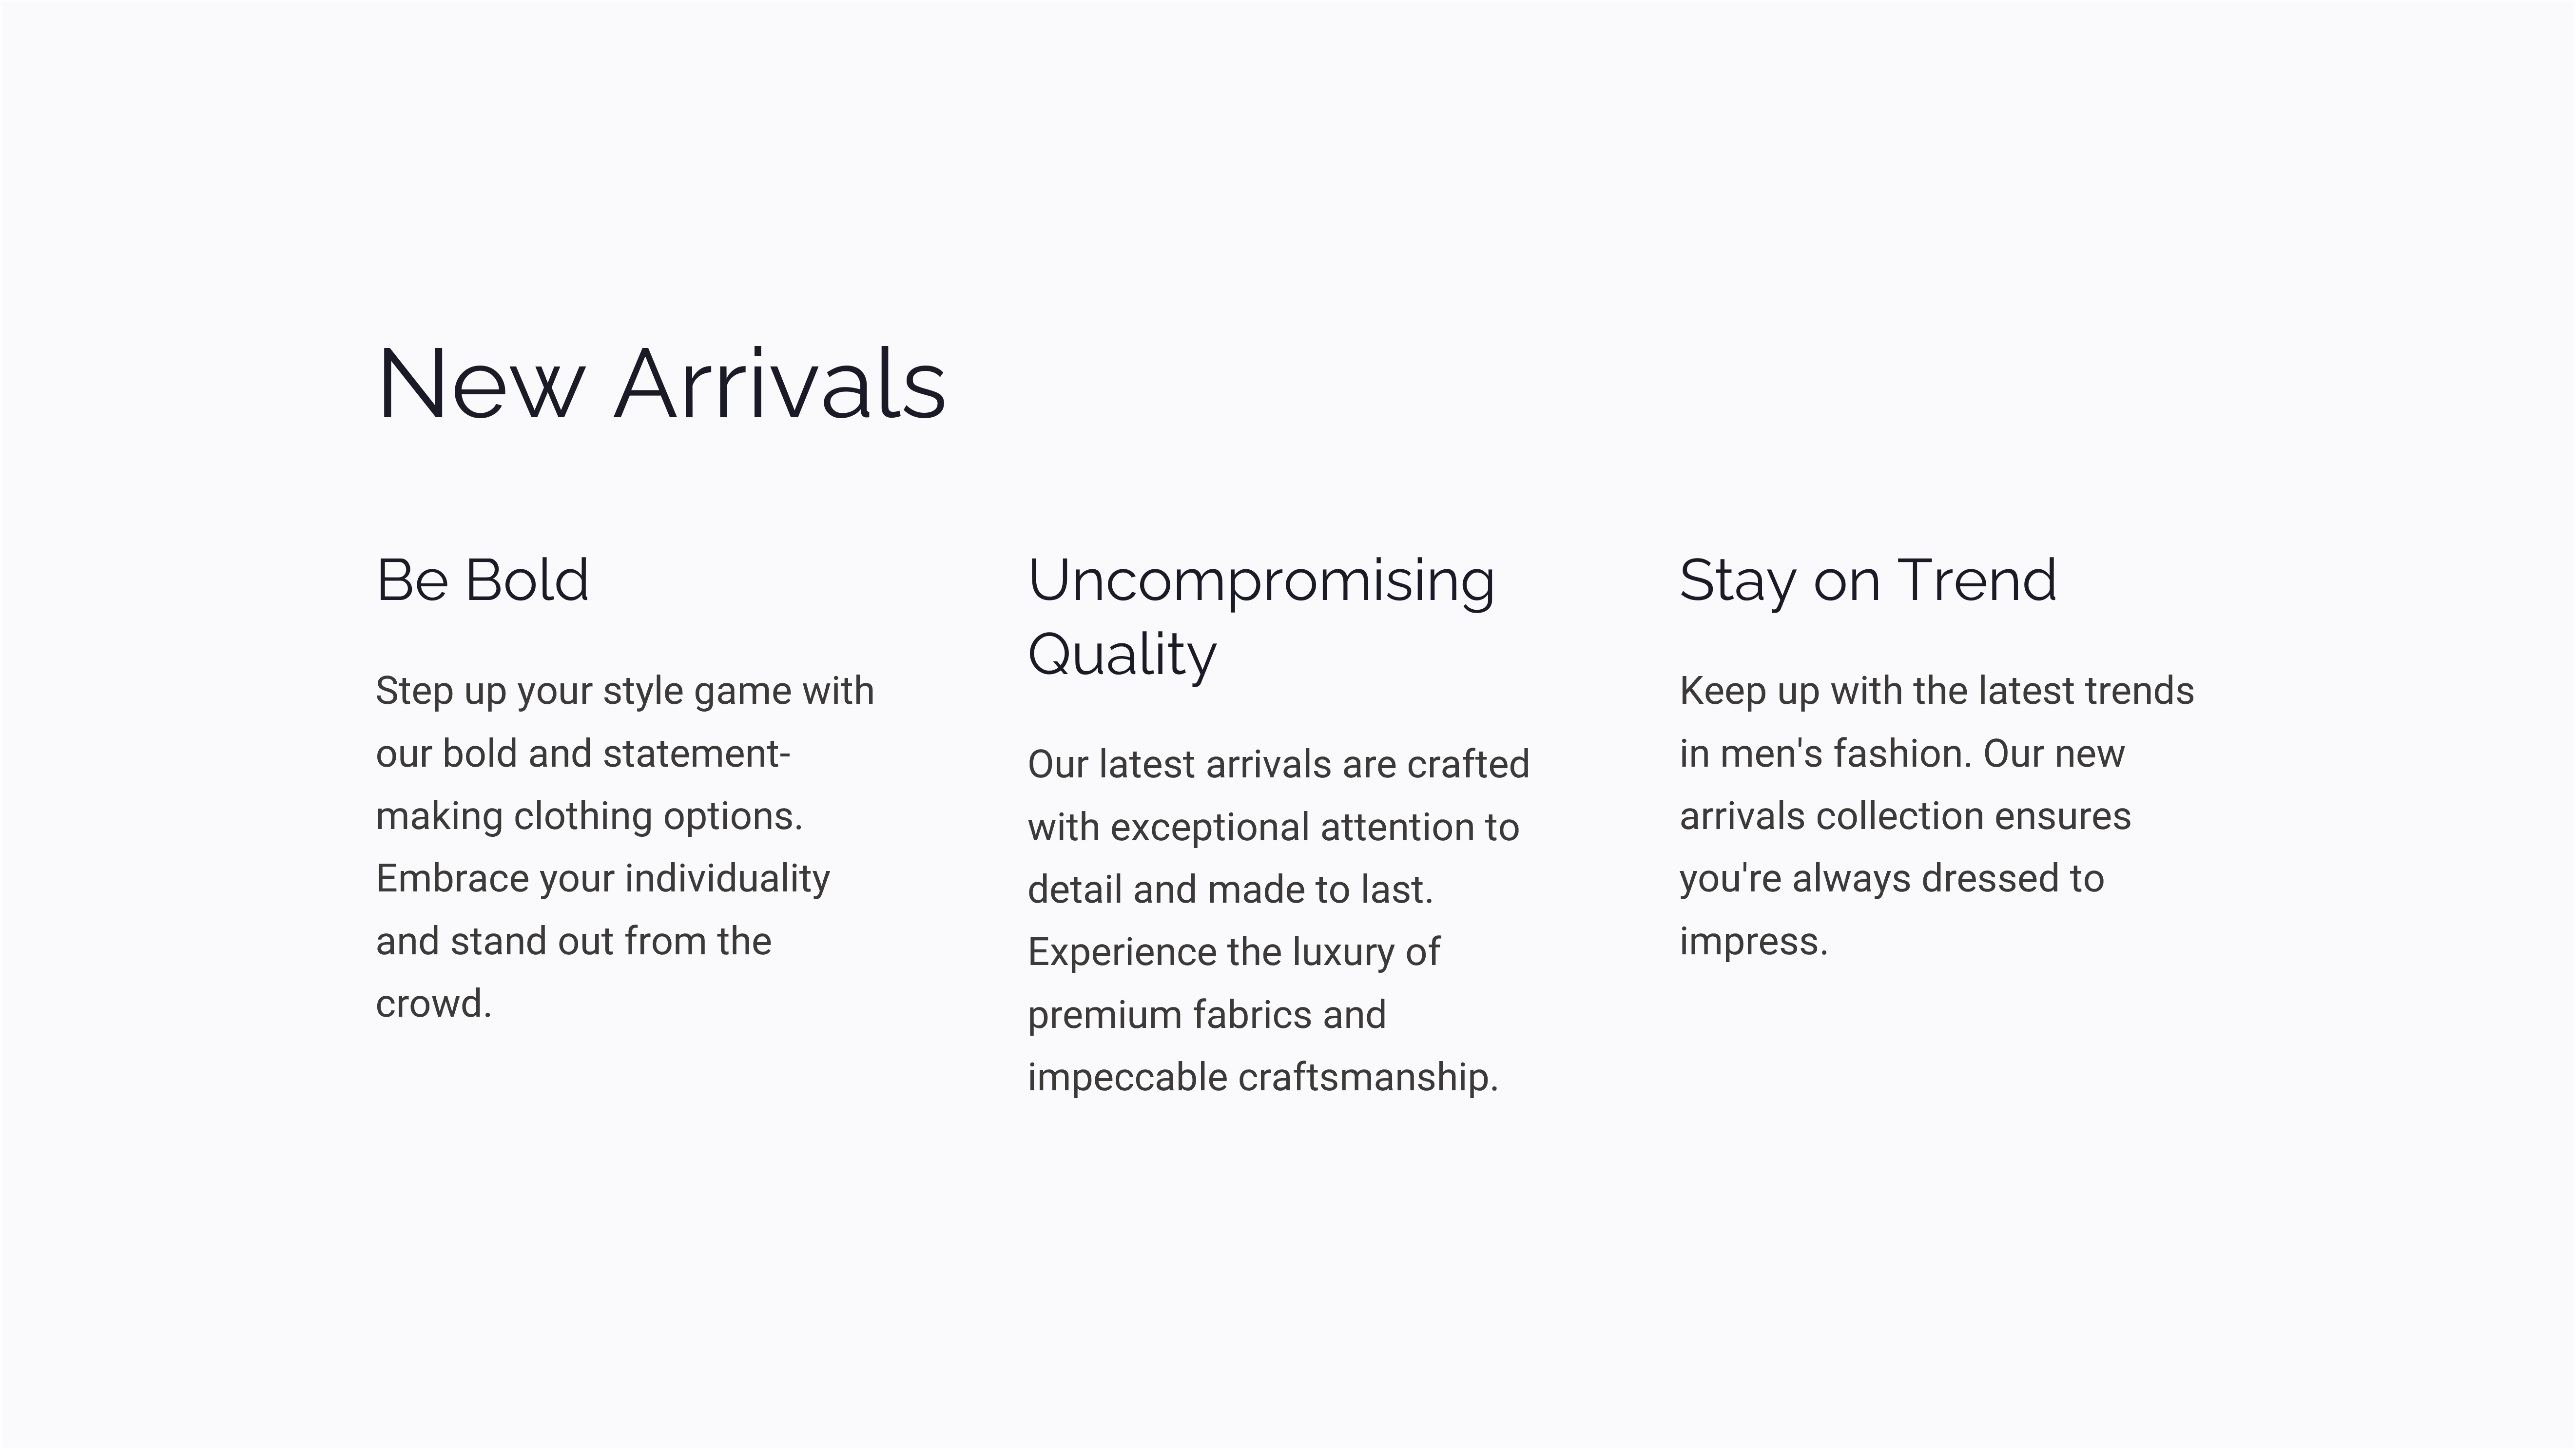 New Arrivals
Be Bold
Step up your style game with
our bold and statement-
making clothing options.
Embrace your individuality
and stand out from the
crowd.
Uncompromising
Quality
Our latest arrivals are crafted
with exceptional attention to
detail and made to last.
Experience the luxury of
premium fabrics and
impeccable craftsmanship.
Stay on Trend
Keep up with the latest trends
in men's fashion. Our new
arrivals collection ensures
you're always dressed to
impress.